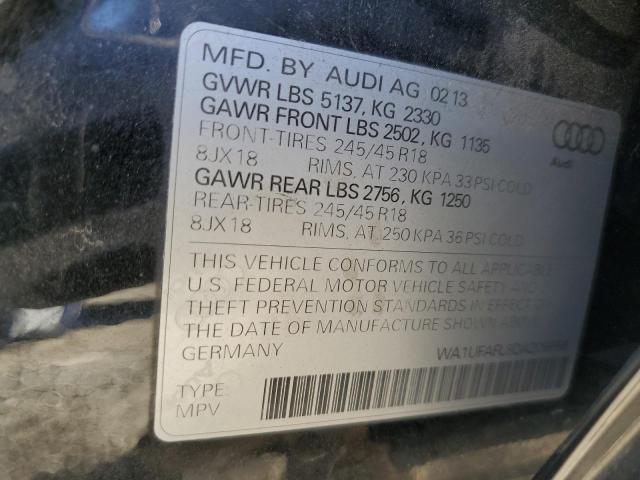 MFD. BY AUDI AG 0213
GVWR LBS 5137, KG 2330
GAWR FRONT LBS 2502, KG 1135
FRONT-TIRES 245/45 R18
8JX18 RIMS, AT 230 KPA 33 PSI COLD
GAWR REAR LBS 2756, KG 1250
REAR-TIRES 245/45 R18
8JX18 RIMS, AT 250 KPA 36 PSI COLD
Audi
THIS VEHICLE CONFORMS TO ALL APPLICABLE
U.S. FEDERAL MOTOR VEHICLE SAFETY AND
THEFT PREVENTION STANDARDS IN EFFECT ON
THE DATE OF MANUFACTURE SHOWN ABOVE
GERMANY
TYPE
MPV